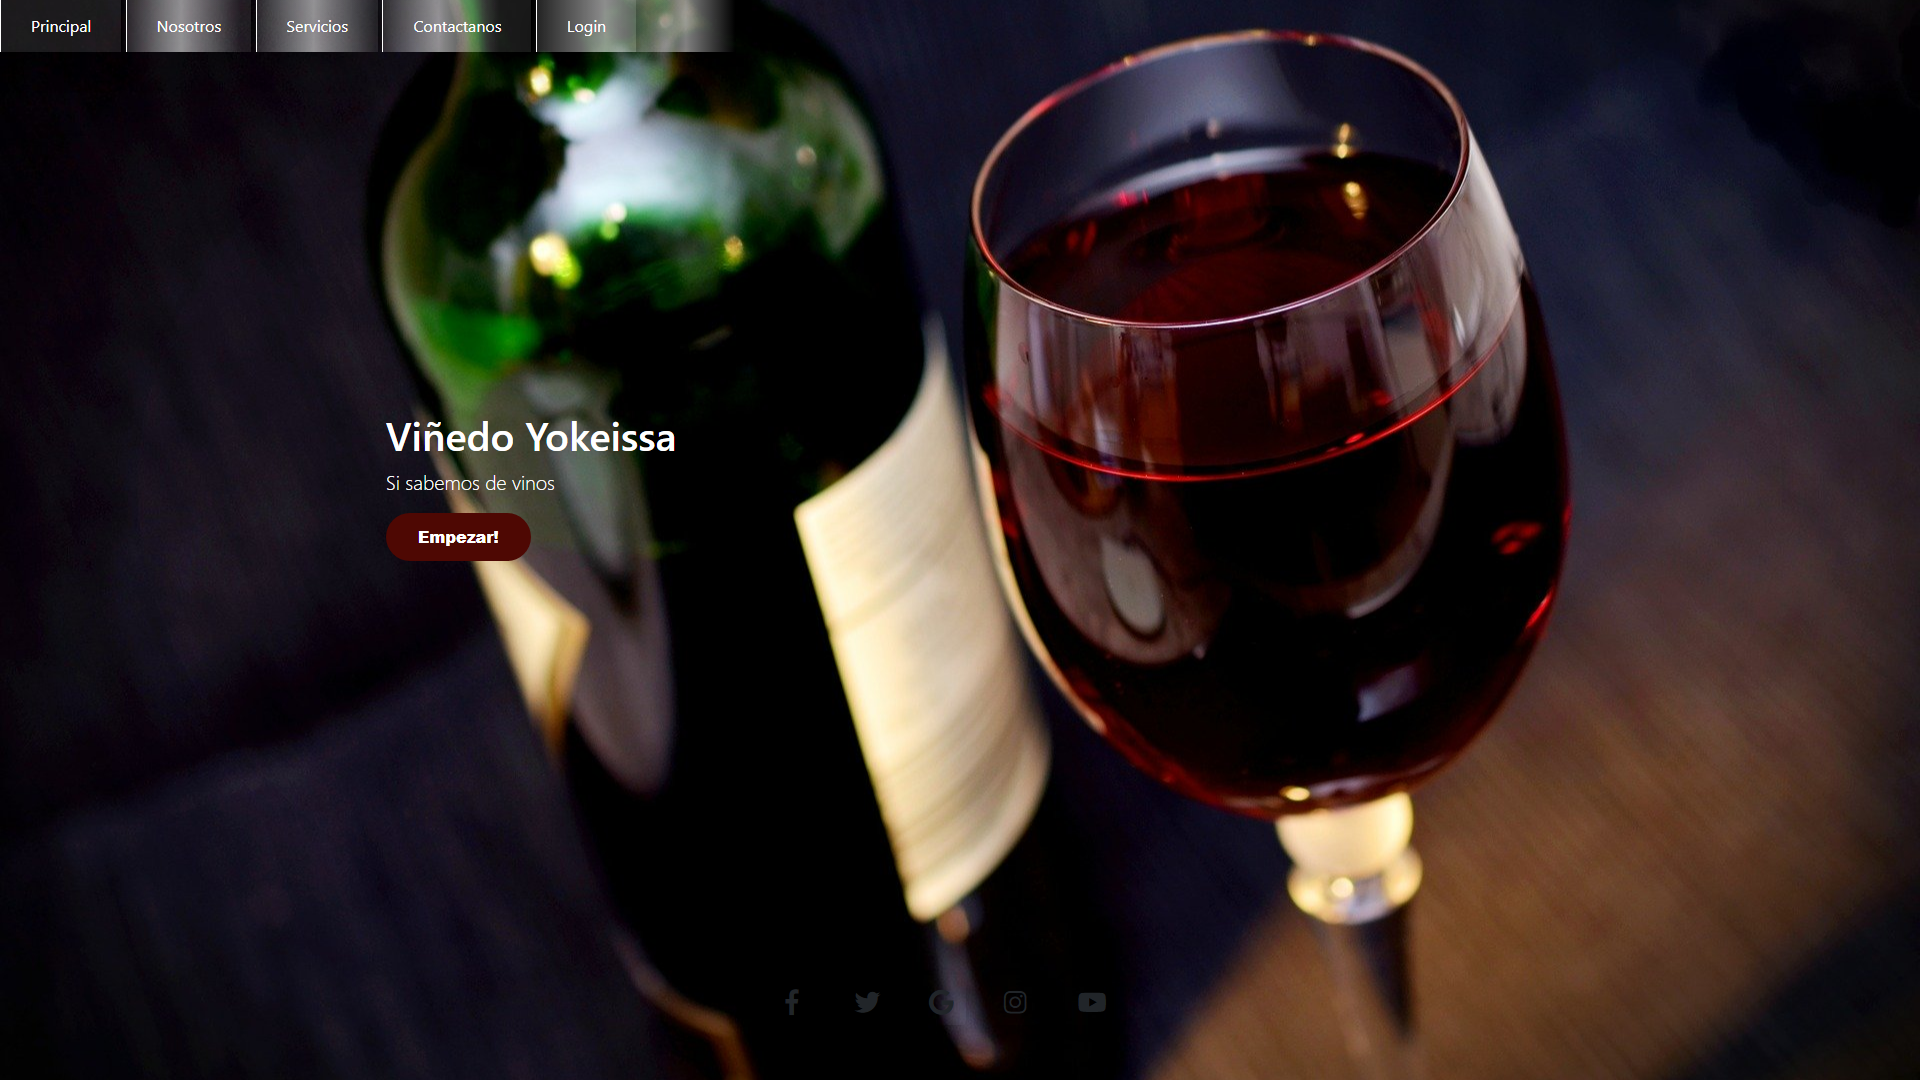 Principal
Nosotros
Servicios
Contactanos
Login
Viñedo Yokeissa
Si sabemos de vinos
Empezar!